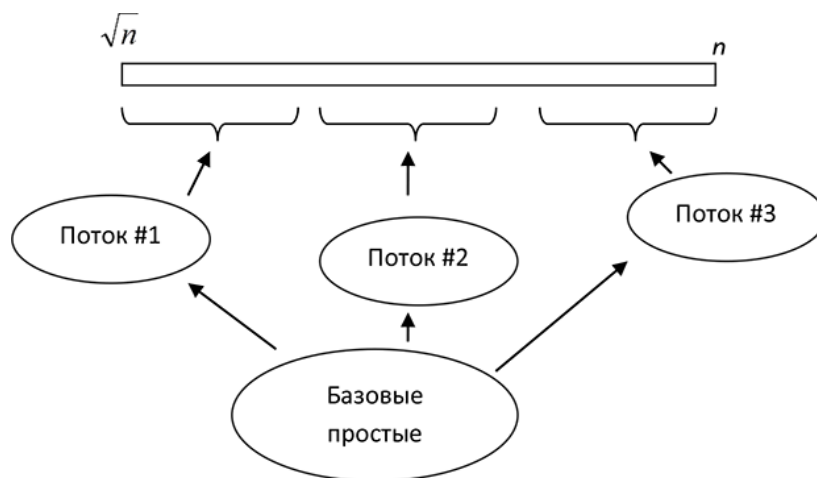 √n
n
Поток #1
Поток #2
Поток #3
Базовые
простые